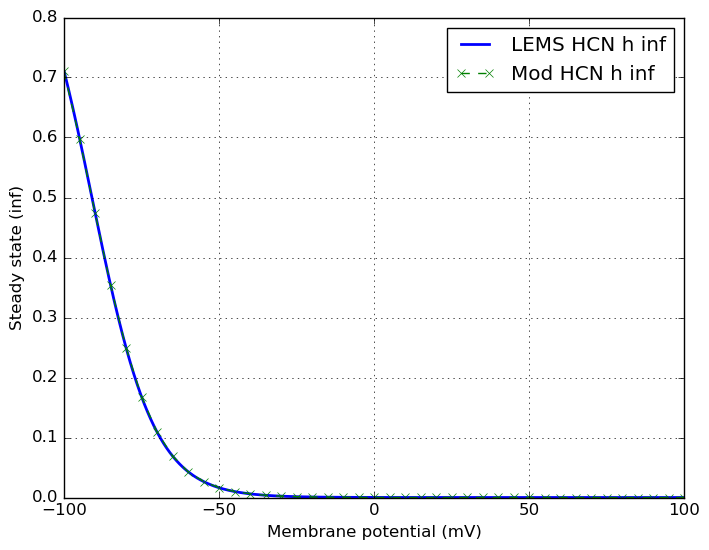 0.8
LEMS HCN h inf
Mod HCN h inf
0.7
0.6
0.5
0.4
0.3
0.2
0.1
0.0
Steady state (inf)
−100 −50 0 50 100
Membrane potential (mV)